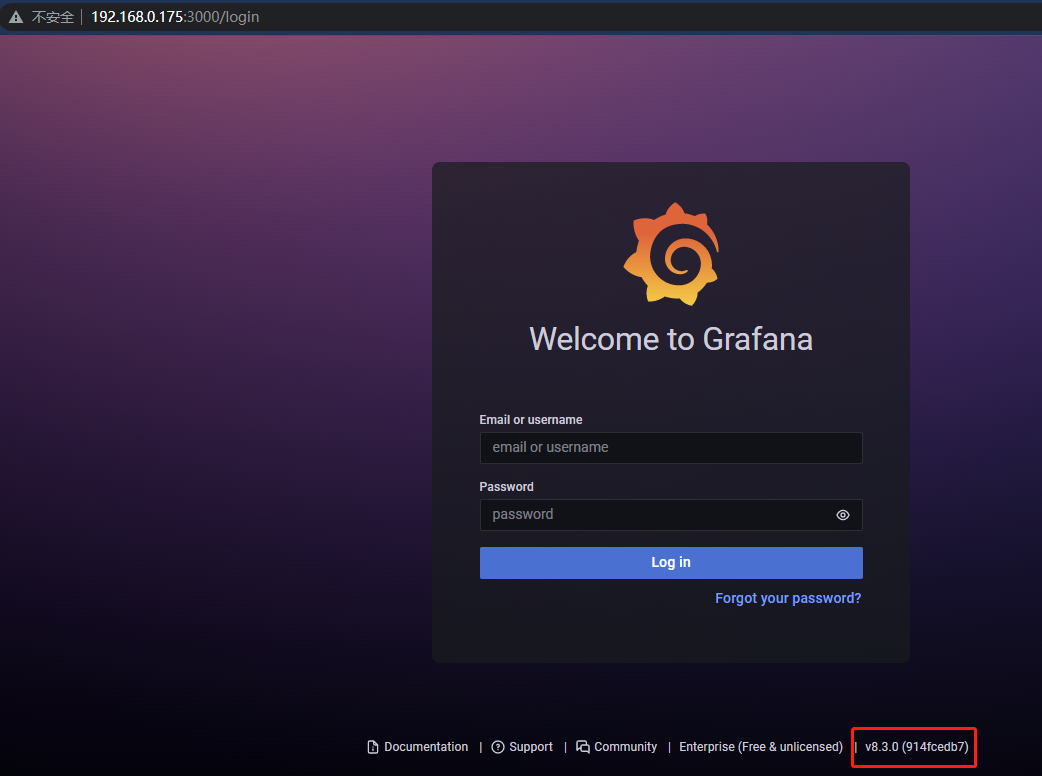 不安全 | 192.168.0.175:3000/login
Welcome to Grafana
Email or username
email or username
Password
password
Log in
Forgot your password?
Documentation | Support | Community | Enterprise (Free & unlicensed) | v8.3.0 (914fcedb7)